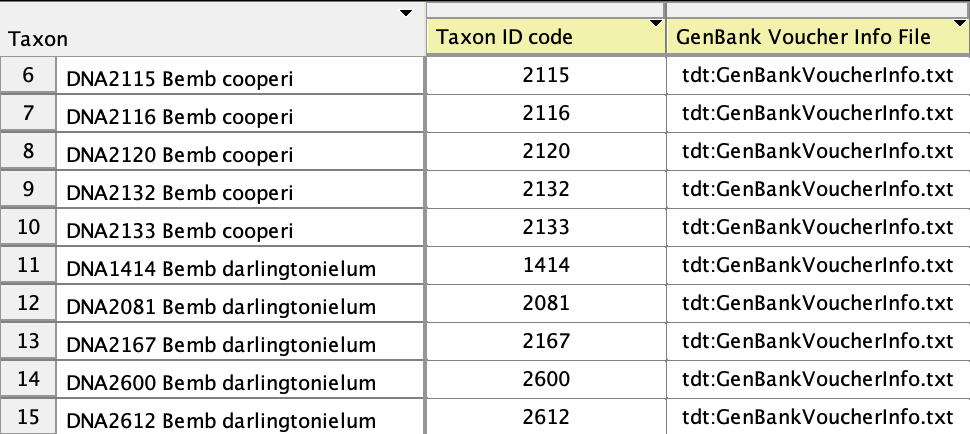 Taxon Taxon ID code GenBank Voucher Info File
6 DNA2115 Bemb cooperi 2115 tdt:GenBankVoucherInfo.txt
7 DNA2116 Bemb cooperi 2116 tdt:GenBankVoucherInfo.txt
8 DNA2120 Bemb cooperi 2120 tdt:GenBankVoucherInfo.txt
9 DNA2132 Bemb cooperi 2132 tdt:GenBankVoucherInfo.txt
10 DNA2133 Bemb cooperi 2133 tdt:GenBankVoucherInfo.txt
11 DNA1414 Bemb darlingtonielum 1414 tdt:GenBankVoucherInfo.txt
12 DNA2081 Bemb darlingtonielum 2081 tdt:GenBankVoucherInfo.txt
13 DNA2167 Bemb darlingtonielum 2167 tdt:GenBankVoucherInfo.txt
14 DNA2600 Bemb darlingtonielum 2600 tdt:GenBankVoucherInfo.txt
15 DNA2612 Bemb darlingtonielum 2612 tdt:GenBankVoucherInfo.txt